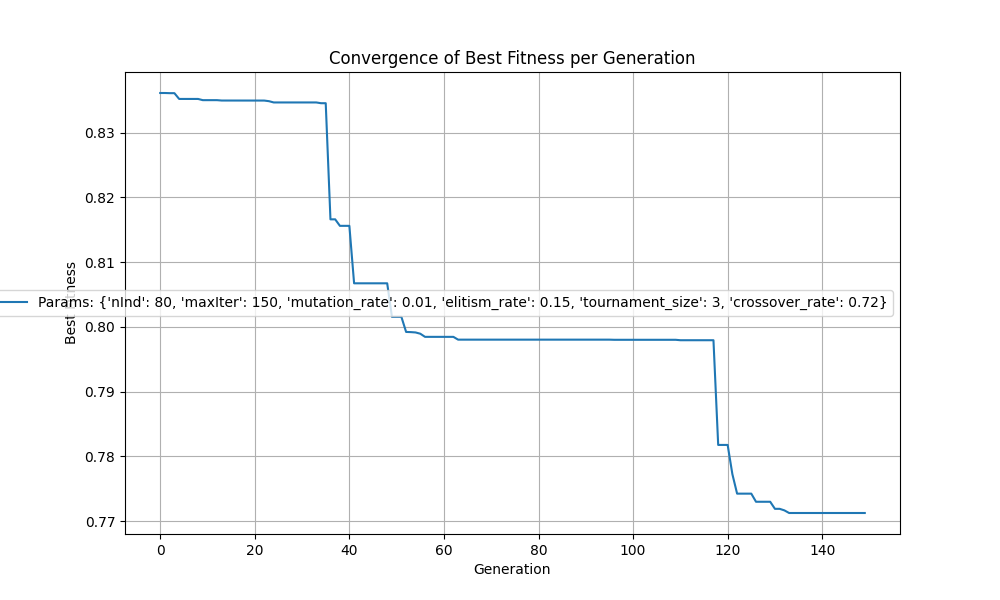 Convergence of Best Fitness per Generation
0.83
0.82
0.81
0.80
0.79
0.78
0.77
Best
Params: {'nInd': 80, 'maxIter': 150, 'mutation_rate': 0.01, 'elitism_rate': 0.15, 'tournament_size': 3, 'crossover_rate': 0.72}
0 20 40 60 80 100 120 140
Generation